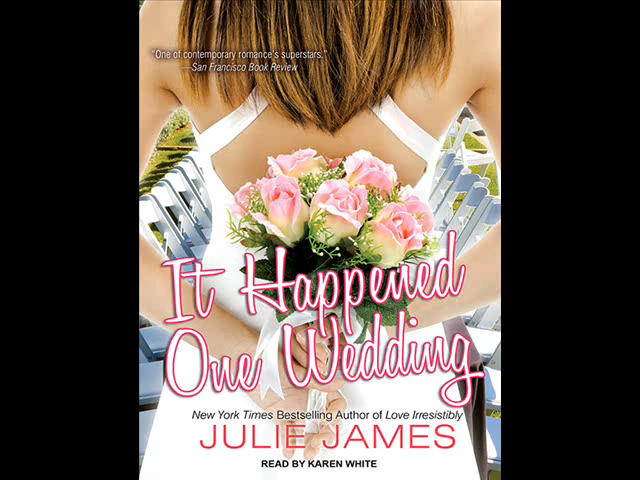 "One of contemporary romance's superstars."
—San Francisco Book Review
It Happened
One Wedding
New York Times Bestselling Author of Love Irresistibly
JULIE JAMES
READ BY KAREN WHITE